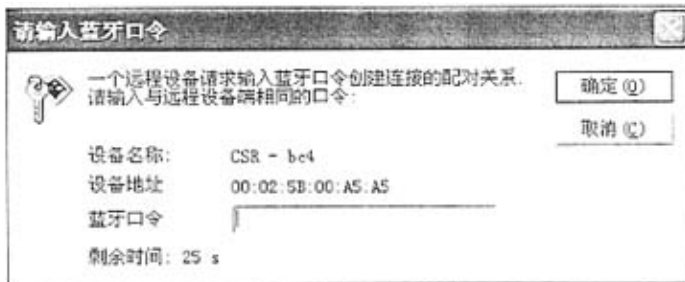 请输入蓝牙口令
一个远程设备请求输入蓝牙口令创建连接的配对关系.
请输入与远程设备端相同的口令:
确定(O)
取消(C)
设备名称: CSR - bc4
设备地址 00:02:5B:00:A5:A5
蓝牙口令
剩余时间: 25 s